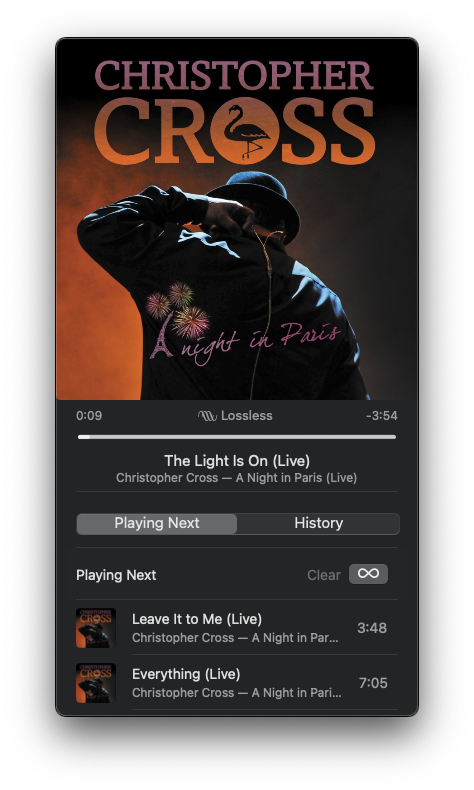 CHRISTOPHER
CROSS
A night in Paris
0:09 Lossless -3:54
The Light Is On (Live)
Christopher Cross — A Night in Paris (Live)
Playing Next History
Playing Next Clear
CHRISTOPHER
CROSS
Leave It to Me (Live)
Christopher Cross — A Night in Par...
3:48
CHRISTOPHER
CROSS
Everything (Live)
Christopher Cross — A Night in Pari...
7:05